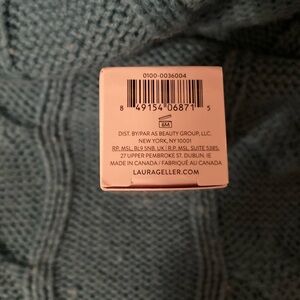 0100-0036004
8 49154 06871 5
6M
DIST. BY/PAR AS BEAUTY GROUP, LLC.
NEW YORK, NY 10001
RP. MSL, BL9 5NB, UK | R.P. MSL, SUITE 5385,
27 UPPER PEMBROKE ST. DUBLIN. IE
MADE IN CANADA / FABRIQUÉ AU CANADA
LAURAGELLER.COM